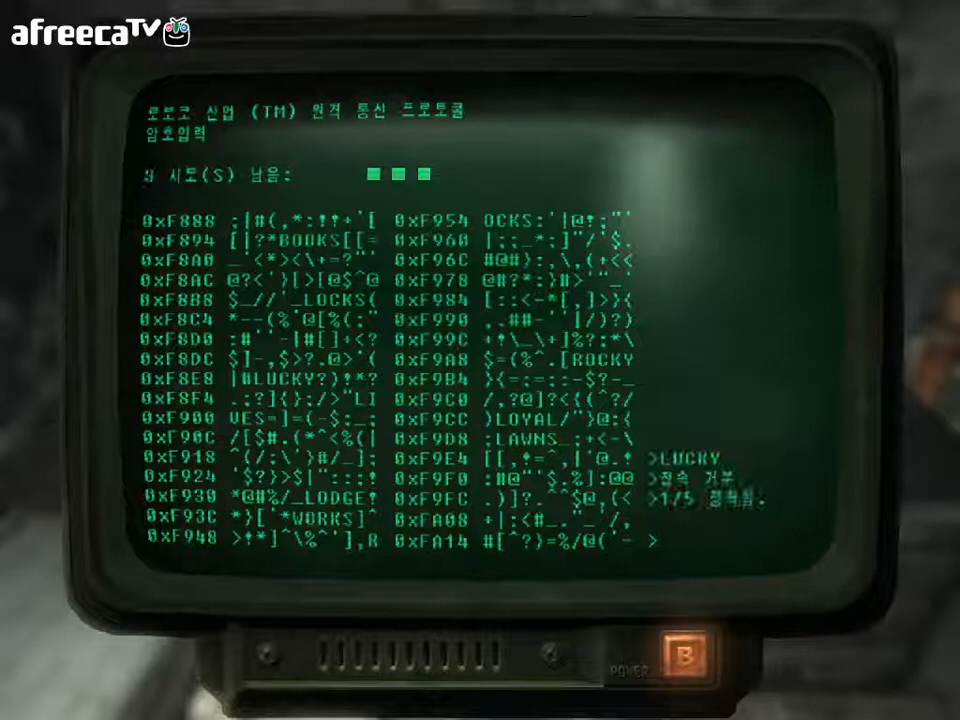 afreecaTV
로보코 산업 (TM) 원격 통신 프로토콜
암호입력
시도(S) 남음:
0xF888 ;|#(,*:!!+'[ 0xF954 OCKS:'|@!;"'
0xF894 [|?*BOOKS[[= 0xF960 |;;_*;]"/'$.
0xF8A0 _'<*><\+=?"' 0xF96C #@#}:,\,(+<<
0xF8AC @?<'}[>[@$^@ 0xF978 @#?*:}#>'"_
0xF8B8 $_//'_LOCKS( 0xF984 [::<-*[,]>}{
0xF8C4 *--(%'@[%(;" 0xF990
0xF8D0 0xF99C +!\_\+]%?:*\
0xF8DC $]-,$>?.@>'( 0xF9A8 $=(%^.[ROCKY
0xF8E8 |#LUCKY?)!*? 0xF9B4 }{=;=::-$?-_
0xF8F4 .;?]{};/>"LI 0xF9C0 /,?@]?<{(^?/
0xF900 VES=]=(-$;_; 0xF9CC )LOYAL/"}@:{
0xF90C /[$#.(*^<%(| 0xF9D8 ;LAWNS_;+<-\
0xF918 ^(/;\'}#/_]; 0xF9E4 [[,!=^,|'@.! >LUCKY
0xF924 '$?}>$|"::;! 0xF9F0 :#@"'$.%]:@@ >접속 거부
0xF930 *@#%/_LODGE! 0xF9FC .)]?.^^$@,(< >1/5
0xF93C *}['*WORKS]^ 0xFA08 +|:<#_."_ /,
0xF948 >!*]^\%^'],R 0xFA14 #[^?}=%/@('- >
POWER
B